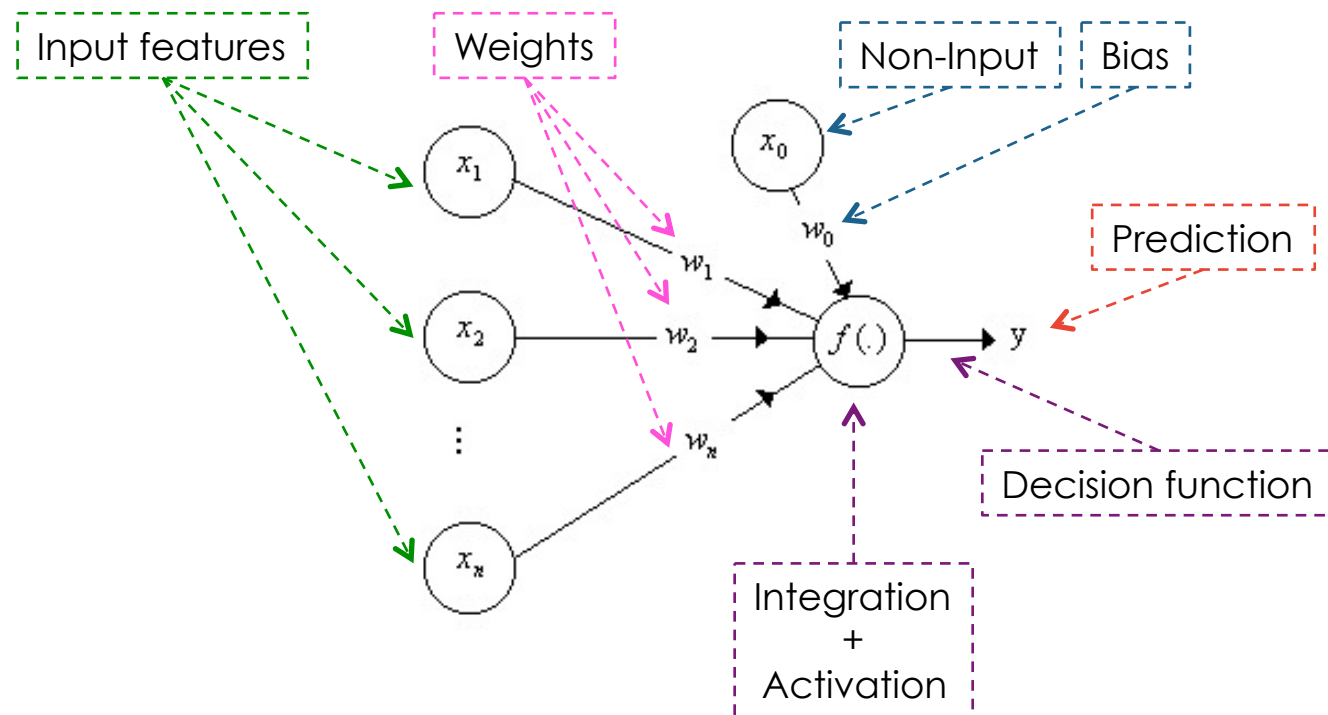 Input features
Weights
Non-Input
Bias
x₁
x₀
w₀
Prediction
w₁
x₂
w₂
f(.)
y
⋮
wₙ
Decision function
xₙ
Integration
+
Activation